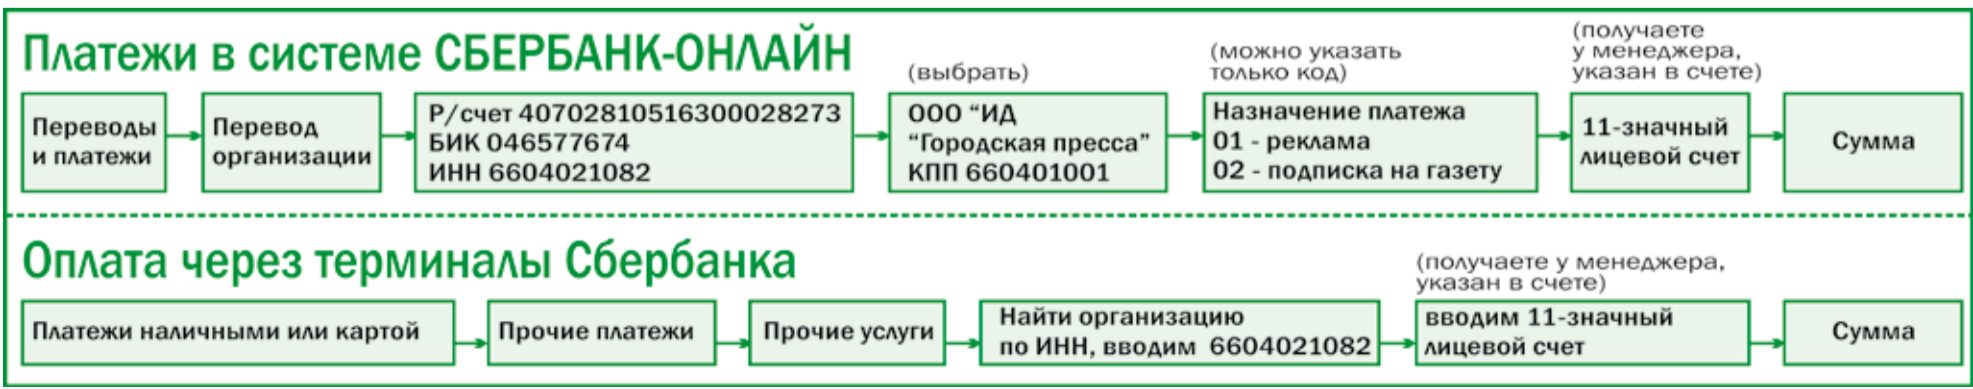 Платежи в системе СБЕРБАНК-ОНЛАЙН
Переводы
и платежи
Перевод
организации
Р/счет 40702810516300028273
БИК 046577674
ИНН 6604021082
(выбрать)
ООО “ИД
“Городская пресса”
КПП 660401001
(можно указать
только код)
Назначение платежа
01 - реклама
02 - подписка на газету
(получаете
у менеджера,
указан в счете)
11-значный
лицевой счет
Сумма
Оплата через терминалы Сбербанка
Платежи наличными или картой
Прочие платежи
Прочие услуги
Найти организацию
по ИНН, вводим 6604021082
(получаете у менеджера,
указан в счете)
вводим 11-значный
лицевой счет
Сумма